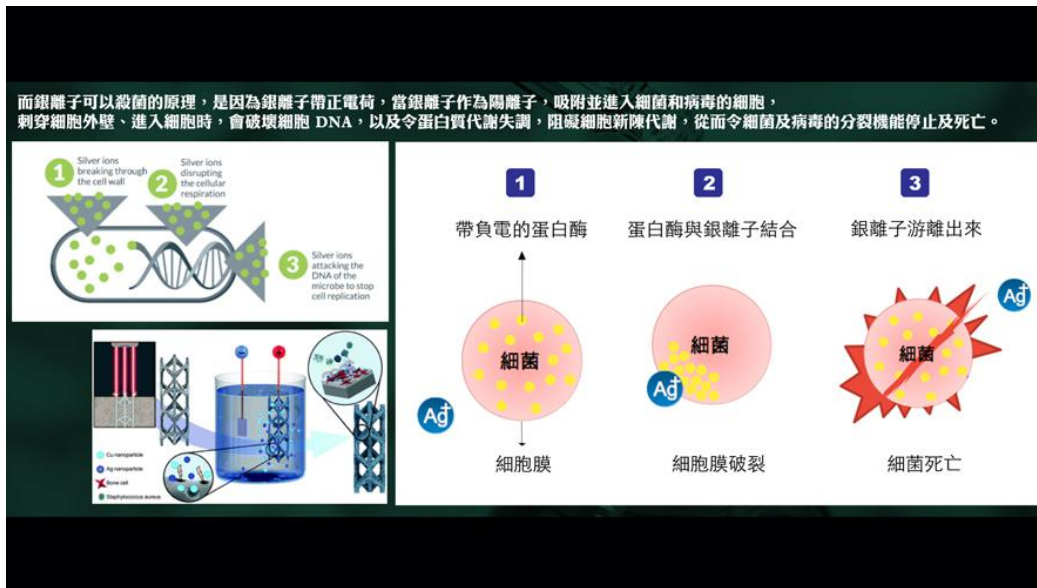 而銀離子可以殺菌的原理，是因為銀離子帶正電荷，當銀離子作為陽離子，吸附並進入細菌和病毒的細胞，
刺穿細胞外壁、進入細胞時，會破壞細胞 DNA，以及令蛋白質代謝失調，阻礙細胞新陳代謝，從而令細菌及病毒的分裂機能停止及死亡。
1
Silver ions
breaking through
the cell wall
2
Silver ions
disrupting
the cellular
respiration
3
Silver ions
attacking the
DNA of the
microbe to stop
cell replication
Cu nanoparticle
Ag nanoparticle
Bone cell
Staphylococcus aureus
−
+
1
帶負電的蛋白酶
細菌
Ag+
細胞膜
2
蛋白酶與銀離子結合
細菌
Ag+
細胞膜破裂
3
銀離子游離出來
Ag+
細菌
細菌死亡